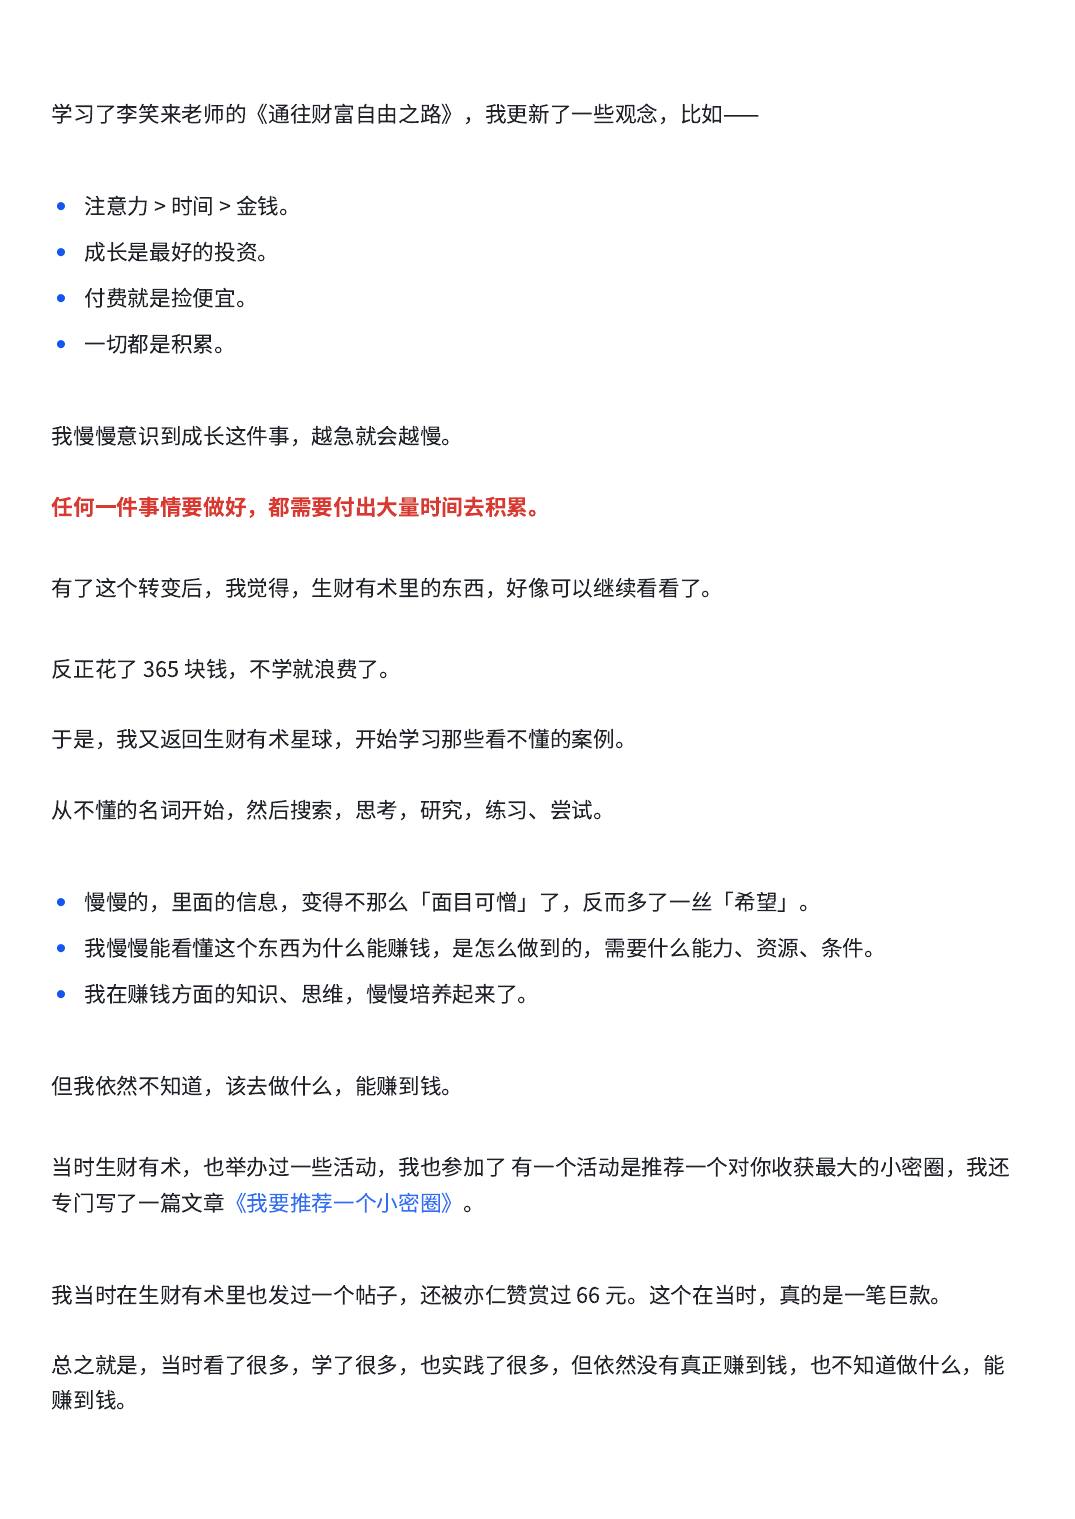 学习了李笑来老师的《通往财富自由之路》，我更新了一些观念，比如——
• 注意力 > 时间 > 金钱。
• 成长是最好的投资。
• 付费就是捡便宜。
• 一切都是积累。
我慢慢意识到成长这件事，越急就会越慢。
任何一件事情要做好，都需要付出大量时间去积累。
有了这个转变后，我觉得，生财有术里的东西，好像可以继续看看了。
反正花了 365 块钱，不学就浪费了。
于是，我又返回生财有术星球，开始学习那些看不懂的案例。
从不懂的名词开始，然后搜索，思考，研究，练习、尝试。
• 慢慢的，里面的信息，变得不那么「面目可憎」了，反而多了一丝「希望」。
• 我慢慢能看懂这个东西为什么能赚钱，是怎么做到的，需要什么能力、资源、条件。
• 我在赚钱方面的知识、思维，慢慢培养起来了。
但我依然不知道，该去做什么，能赚到钱。
当时生财有术，也举办过一些活动，我也参加了 有一个活动是推荐一个对你收获最大的小密圈，我还
专门写了一篇文章《我要推荐一个小密圈》。
我当时在生财有术里也发过一个帖子，还被亦仁赞赏过 66 元。这个在当时，真的是一笔巨款。
总之就是，当时看了很多，学了很多，也实践了很多，但依然没有真正赚到钱，也不知道做什么，能
赚到钱。